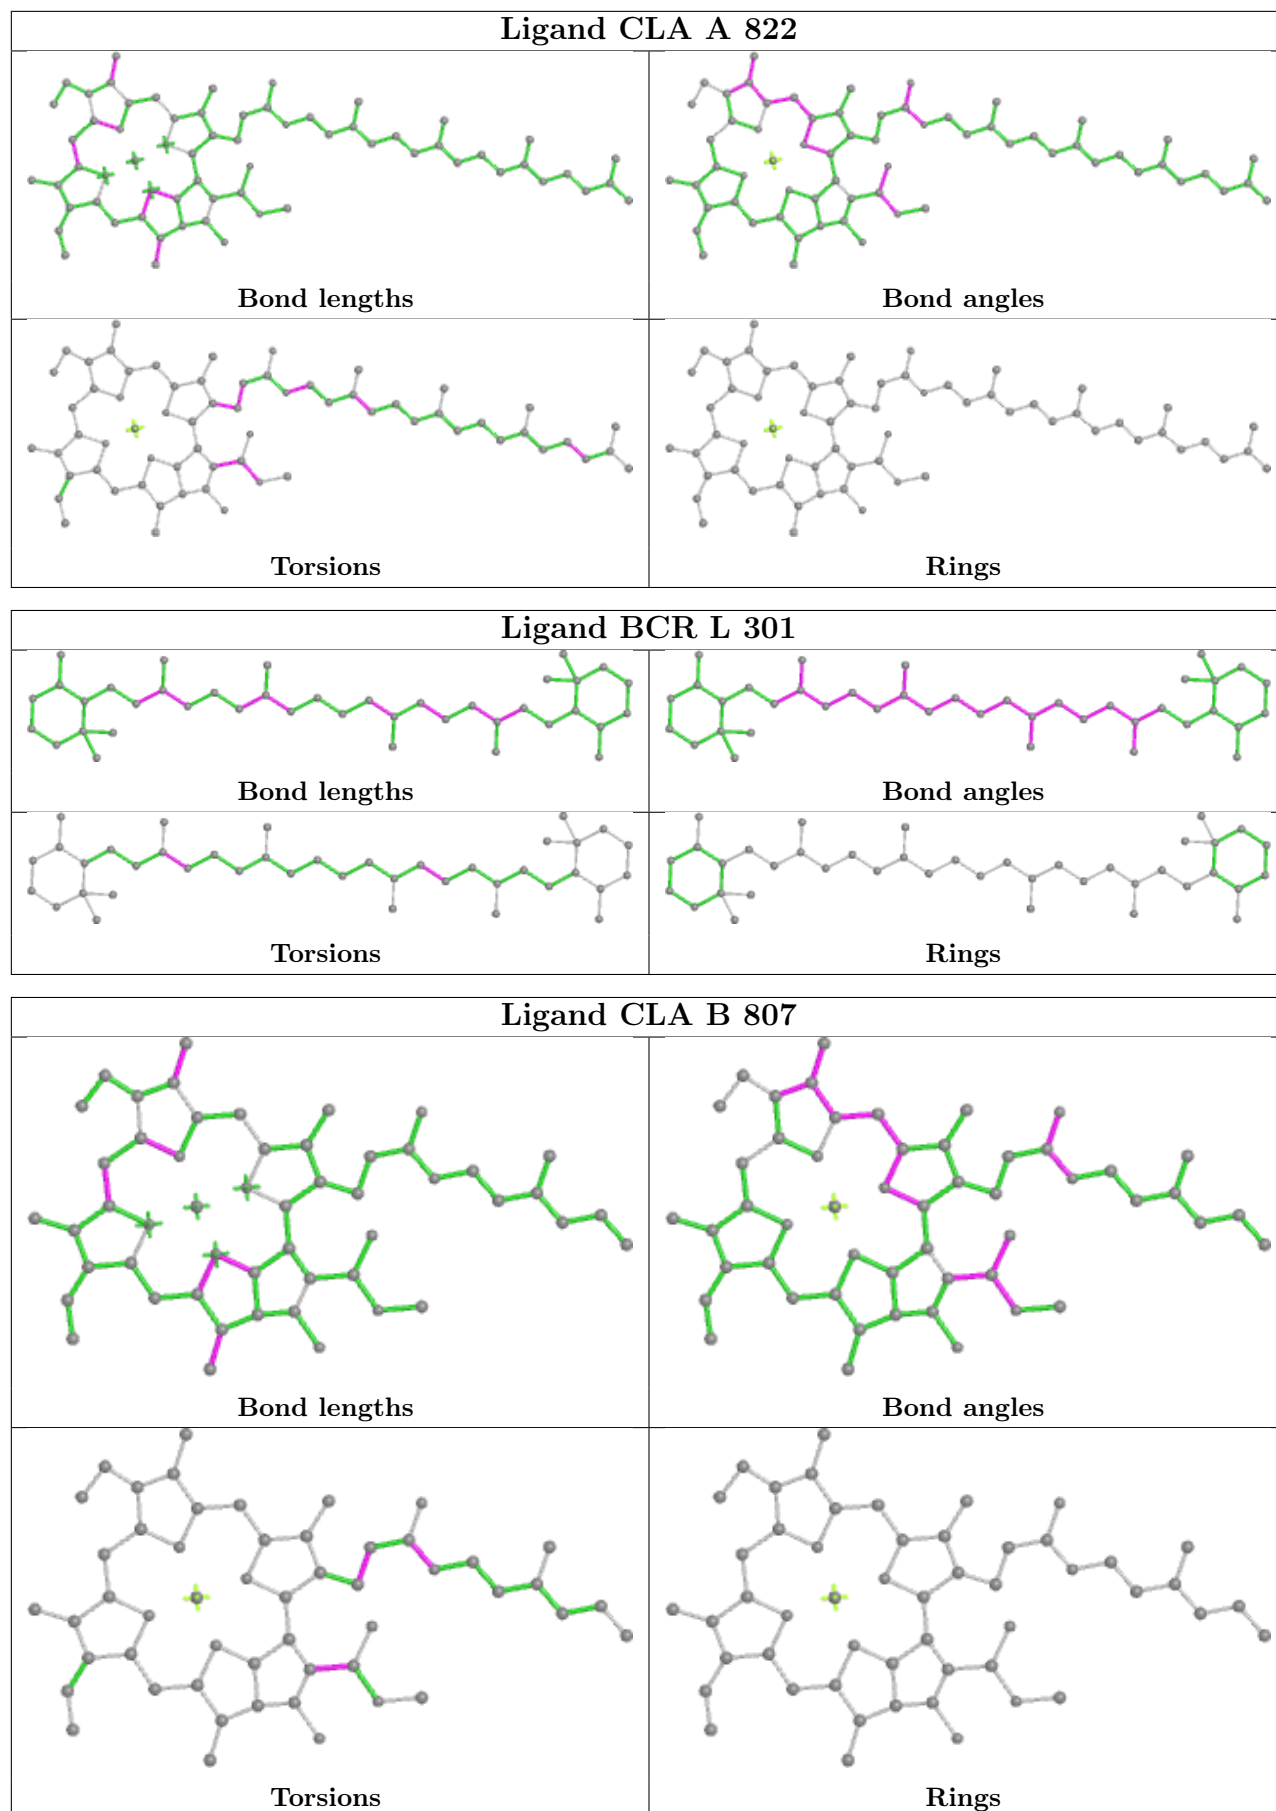 Ligand CLA A 822
Bond lengths
Bond angles
Torsions
Rings
Ligand BCR L 301
Bond lengths
Bond angles
Torsions
Rings
Ligand CLA B 807
Bond lengths
Bond angles
Torsions
Rings